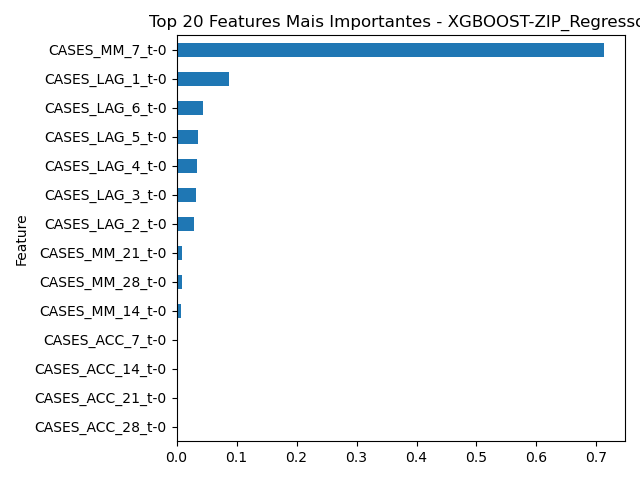 Top 20 Features Mais Importantes - XGBOOST-ZIP_Regresso
CASES_MM_7_t-0
CASES_LAG_1_t-0
CASES_LAG_6_t-0
CASES_LAG_5_t-0
CASES_LAG_4_t-0
CASES_LAG_3_t-0
CASES_LAG_2_t-0
CASES_MM_21_t-0
CASES_MM_28_t-0
CASES_MM_14_t-0
CASES_ACC_7_t-0
CASES_ACC_14_t-0
CASES_ACC_21_t-0
CASES_ACC_28_t-0
Feature
0.0 0.1 0.2 0.3 0.4 0.5 0.6 0.7